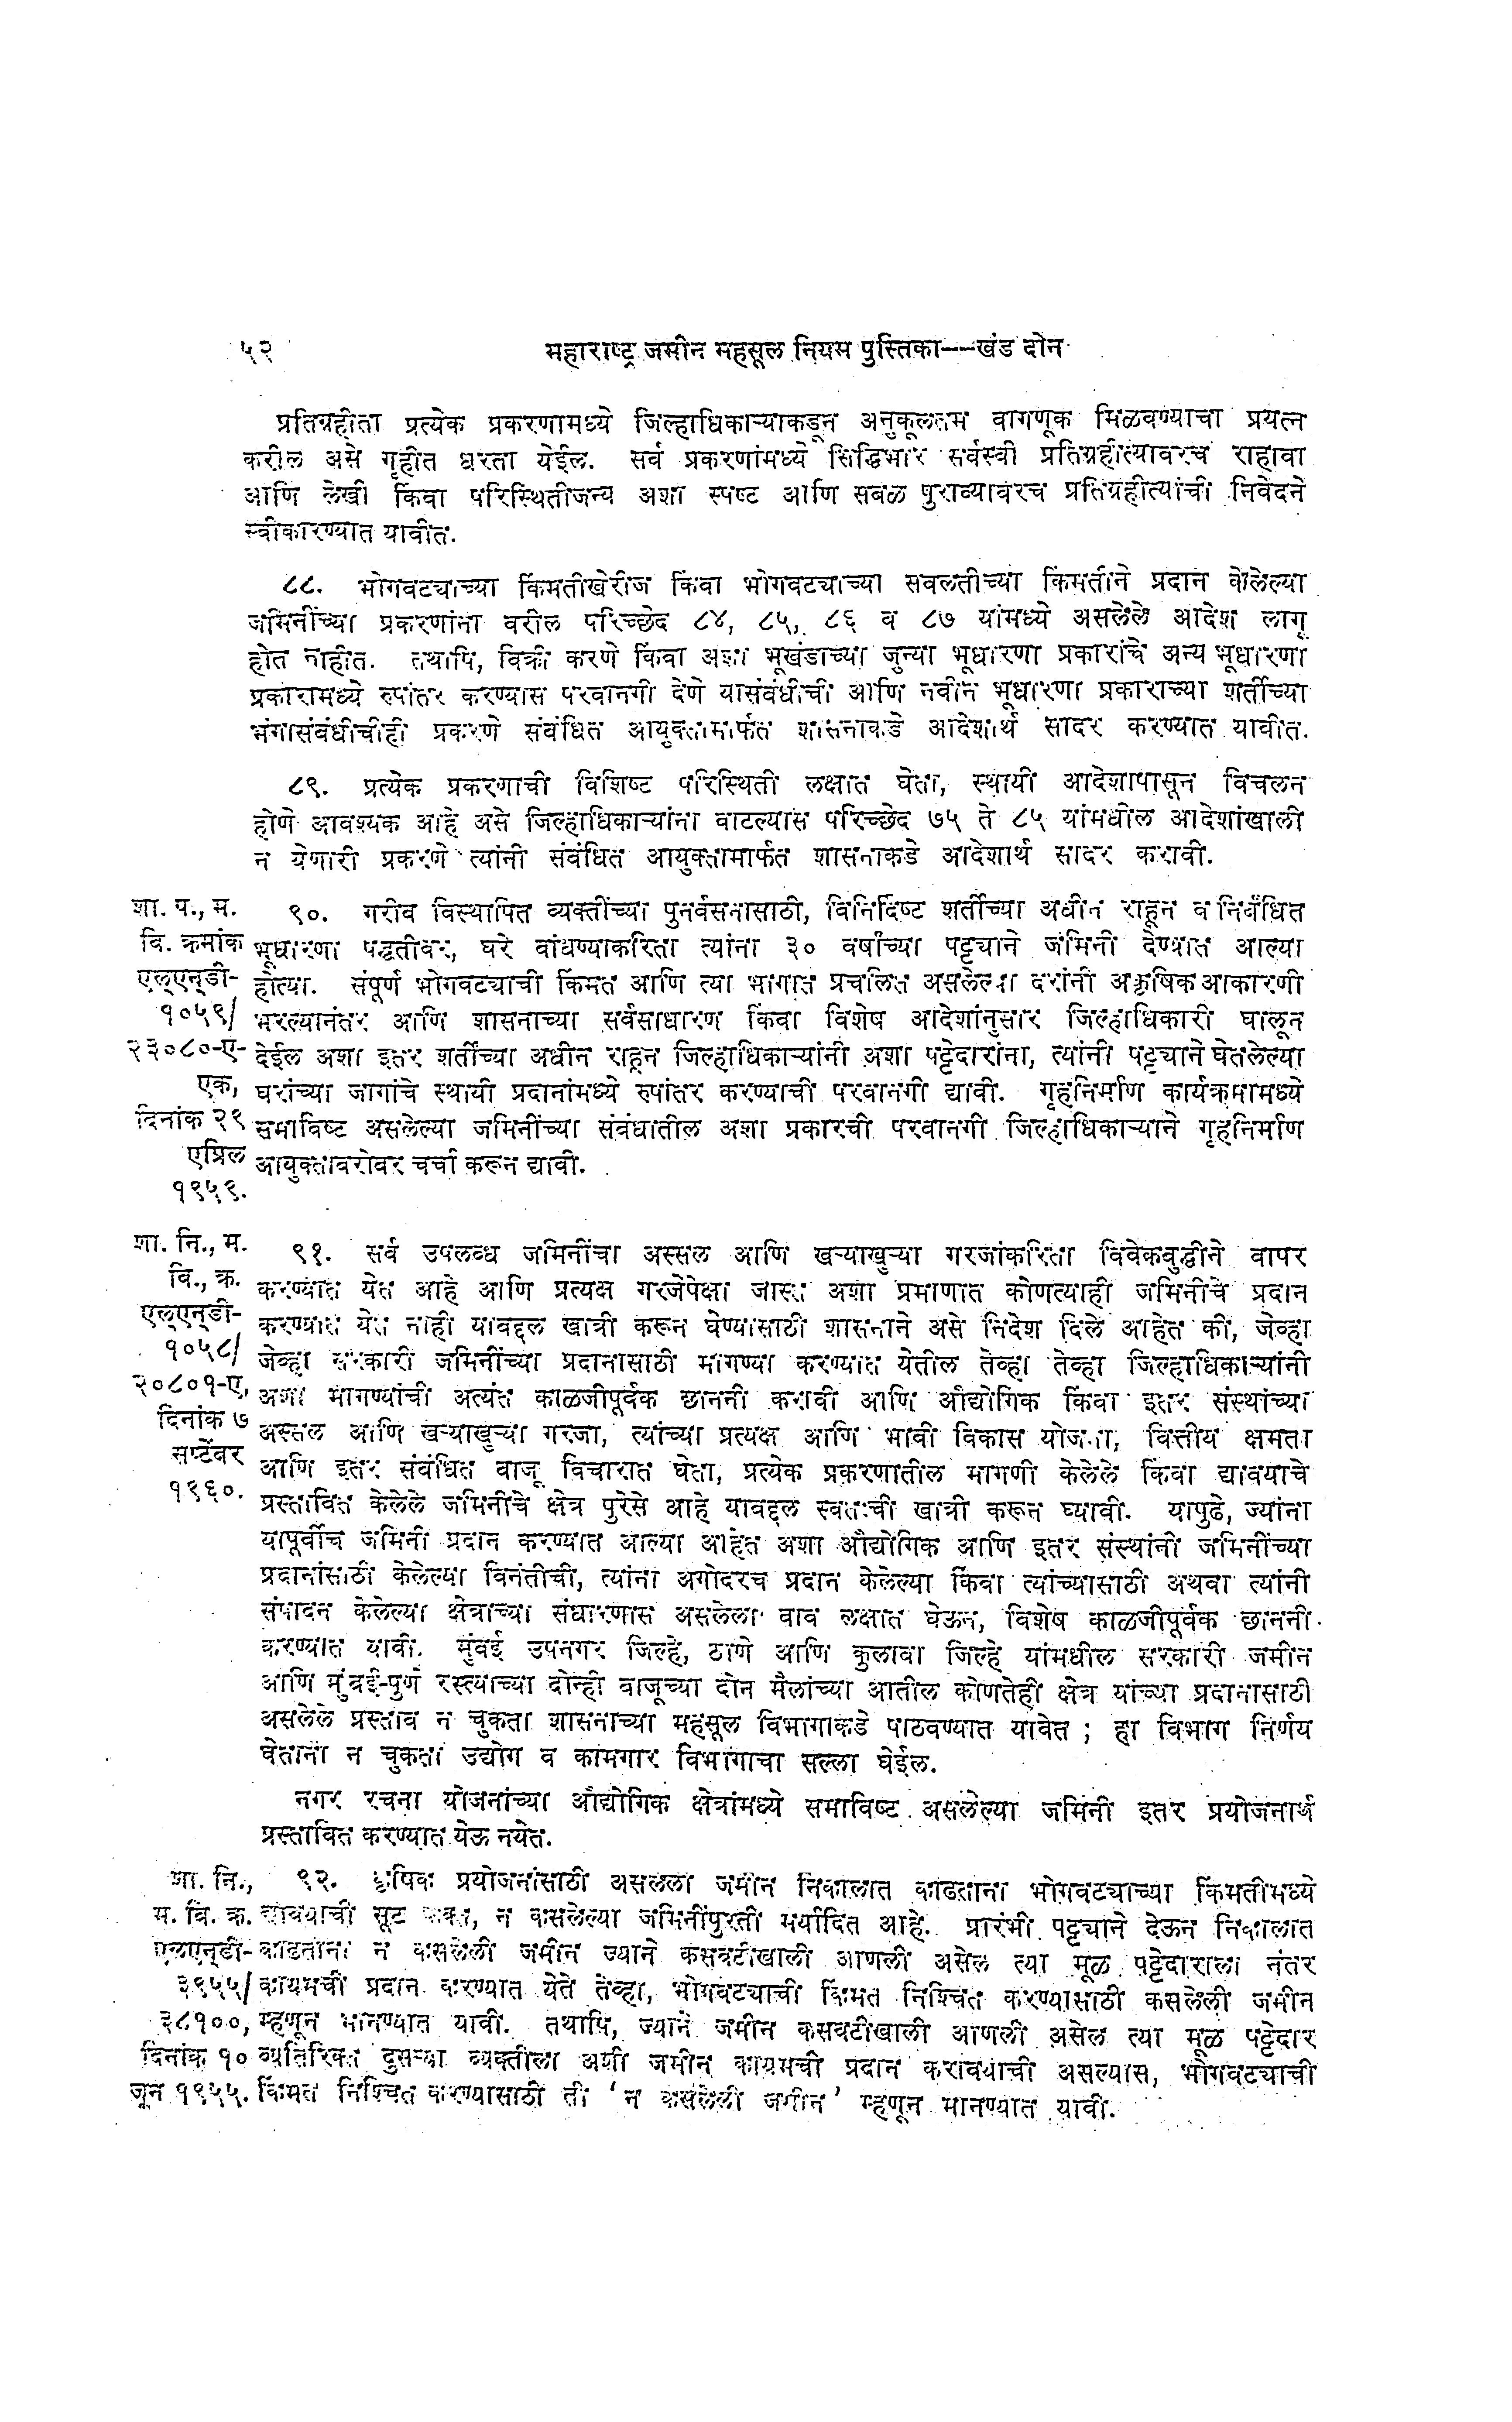 ५२
महाराष्ट्र जमीन महसूल नियम पुस्तिका--खंड दोन
प्रतिग्रहीता प्रत्येक प्रकरणामध्ये जिल्हाधिकाऱ्याकडून अनुकूलतम वागणूक मिळवण्याचा प्रयत्न
करील असे गृहीत धरता येईल. सर्व प्रकरणांमध्ये सिद्धिभार सर्वस्वी प्रतिग्रहीत्यावरच राहावा
आणि लेखी किंवा परिस्थितीजन्य अशा स्पष्ट आणि सबळ पुराव्यावरच प्रतिग्रहीत्यांची निवेदने
स्वीकारण्यात यावीत.
८८. भोगवट्याच्या किंमतीखेरीज किंवा भोगवट्याच्या सवलतीच्या किंमतीने प्रदान केलेल्या
जमिनींच्या प्रकरणांना वरील परिच्छेद ८४, ८५, ८६ व ८७ यांमध्ये असलेले आदेश लागू
होत नाहीत. तथापि, विक्री करणे किंवा अशा भूखंडाच्या जुन्या भूधारणा प्रकारांचे अन्य भूधारणा
प्रकारामध्ये रुपांतर करण्यास परवानगी देणे यासंबंधीची आणि नवीन भूधारणा प्रकाराच्या शर्तीच्या
भंगासंबंधीचीही प्रकरणे संबंधित आयुक्तामार्फत शासनाकडे आदेशार्थ सादर करण्यात यावीत.
८९. प्रत्येक प्रकरणाची विशिष्ट परिस्थिती लक्षात घेता, स्थायी आदेशापासून विचलन
होणे आवश्यक आहे असे जिल्हाधिकाऱ्यांना वाटल्यास परिच्छेद ७५ ते ८५ यांमधील आदेशांखाली
न येणारी प्रकरणे त्यांनी संबंधित आयुक्तामार्फत शासनाकडे आदेशार्थ सादर करावी.
शा. प., म.
वि. क्रमांक
एल्एन्डी-
१०५९/
२३०८०-ए-
एक,
दिनांक २९
एप्रिल
१९५९.
९०. गरीब विस्थापित व्यक्तींच्या पुनर्वसनासाठी, विनिर्दिष्ट शर्तीच्या अधीन राहून व निर्बंधित
भूधारणा पद्धतीवर, घरे बांधण्याकरिता त्यांना ३० वर्षांच्या पट्ट्याने जमिनी देण्यात आल्या
होत्या. संपूर्ण भोगवट्याची किंमत आणि त्या भागात प्रचलित असलेल्या दरांनी अकृषिक आकारणी
भरल्यानंतर आणि शासनाच्या सर्वसाधारण किंवा विशेष आदेशांनुसार जिल्हाधिकारी घालून
देईल अशा इतर शर्तींच्या अधीन राहून जिल्हाधिकाऱ्यांनी अशा पट्टेदारांना, त्यांनी पट्ट्याने घेतलेल्या
घरांच्या जागांचे स्थायी प्रदानांमध्ये रुपांतर करण्याची परवानगी द्यावी. गृहनिर्माण कार्यक्रमामध्ये
समाविष्ट असलेल्या जमिनींच्या संबंधातील अशा प्रकारची परवानगी जिल्हाधिकाऱ्याने गृहनिर्माण
आयुक्ताबरोबर चर्चा करून द्यावी.
शा. नि., म.
वि., क्र.
एल्एन्डी-
१०५८/
२०८०१-ए,
दिनांक ७
सप्टेंबर
१९६०.
९१. सर्व उपलब्ध जमिनींचा अस्सल आणि खऱ्याखुऱ्या गरजांकरिता विवेकबुद्धीने वापर
करण्यात येत आहे आणि प्रत्यक्ष गरजेपेक्षा जास्त अशा प्रमाणात कोणत्याही जमिनीचे प्रदान
करण्यात येत नाही याबद्दल खात्री करून घेण्यासाठी शासनाने असे निदेश दिले आहेत की, जेव्हा
जेव्हा सरकारी जमिनींच्या प्रदानासाठी मागण्या करण्यात येतील तेव्हा तेव्हा जिल्हाधिकाऱ्यांनी
अशा मागण्यांची अत्यंत काळजीपूर्वक छाननी करावी आणि औद्योगिक किंवा इतर संस्थांच्या
अस्सल आणि खऱ्याखुऱ्या गरजा, त्यांच्या प्रत्यक्ष आणि भावी विकास योजना, वित्तीय क्षमता
आणि इतर संबंधित बाजू विचारात घेता, प्रत्येक प्रकरणातील मागणी केलेले किंवा द्यावयाचे
प्रस्तावित केलेले जमिनीचे क्षेत्र पुरेसे आहे याबद्दल स्वतःची खात्री करून घ्यावी. यापुढे, ज्यांना
यापूर्वीच जमिनी प्रदान करण्यात आल्या आहेत अशा औद्योगिक आणि इतर संस्थांनी जमिनींच्या
प्रदानांसाठी केलेल्या विनंतीची, त्यांना अगोदरच प्रदान केलेल्या किंवा त्यांच्यासाठी अथवा त्यांनी
संपादन केलेल्या क्षेत्राच्या संधारणास असलेला वाव लक्षात घेऊन, विशेष काळजीपूर्वक छाननी
करण्यात यावी. मुंबई उपनगर जिल्हे, ठाणे आणि कुलाबा जिल्हे यांमधील सरकारी जमीन
आणि मुंबई-पुणे रस्त्याच्या दोन्ही बाजूच्या दोन मैलांच्या आतील कोणतेही क्षेत्र यांच्या प्रदानासाठी
असलेले प्रस्ताव न चुकता शासनाच्या महसूल विभागाकडे पाठवण्यात यावेत ; हा विभाग निर्णय
घेताना न चुकता उद्योग व कामगार विभागाचा सल्ला घेईल.
नगर रचना योजनांच्या औद्योगिक क्षेत्रांमध्ये समाविष्ट असलेल्या जमिनी इतर प्रयोजनार्थ
प्रस्तावित करण्यात येऊ नयेत.
शा. नि.,
म. वि. क्र.
एलएन्डी-
३९५५/
३८१००,
दिनांक १०
जून १९५५.
९२. कृषिक प्रयोजनांसाठी असलेली जमीन निकालात काढताना भोगवट्याच्या किंमतीमध्ये
द्यावयाची सूट फक्त, न कसलेल्या जमिनींपुरती मर्यादित आहे. प्रारंभी पट्ट्याने देऊन निकालात
काढताना न कसलेली जमीन ज्याने कसवटीखाली आणली असेल त्या मूळ पट्टेदाराला नंतर
कायमची प्रदान करण्यात येते तेव्हा, भोगवट्याची किंमत निश्चित करण्यासाठी कसलेली जमीन
म्हणून मानण्यात यावी. तथापि, ज्याने जमीन कसवटीखाली आणली असेल त्या मूळ पट्टेदार
व्यतिरिक्त दुसऱ्या व्यक्तीला अशी जमीन कायमची प्रदान करावयाची असल्यास, भोगवट्याची
किंमत निश्चित करण्यासाठी ती ' न कसलेली जमीन ' म्हणून मानण्यात यावी.